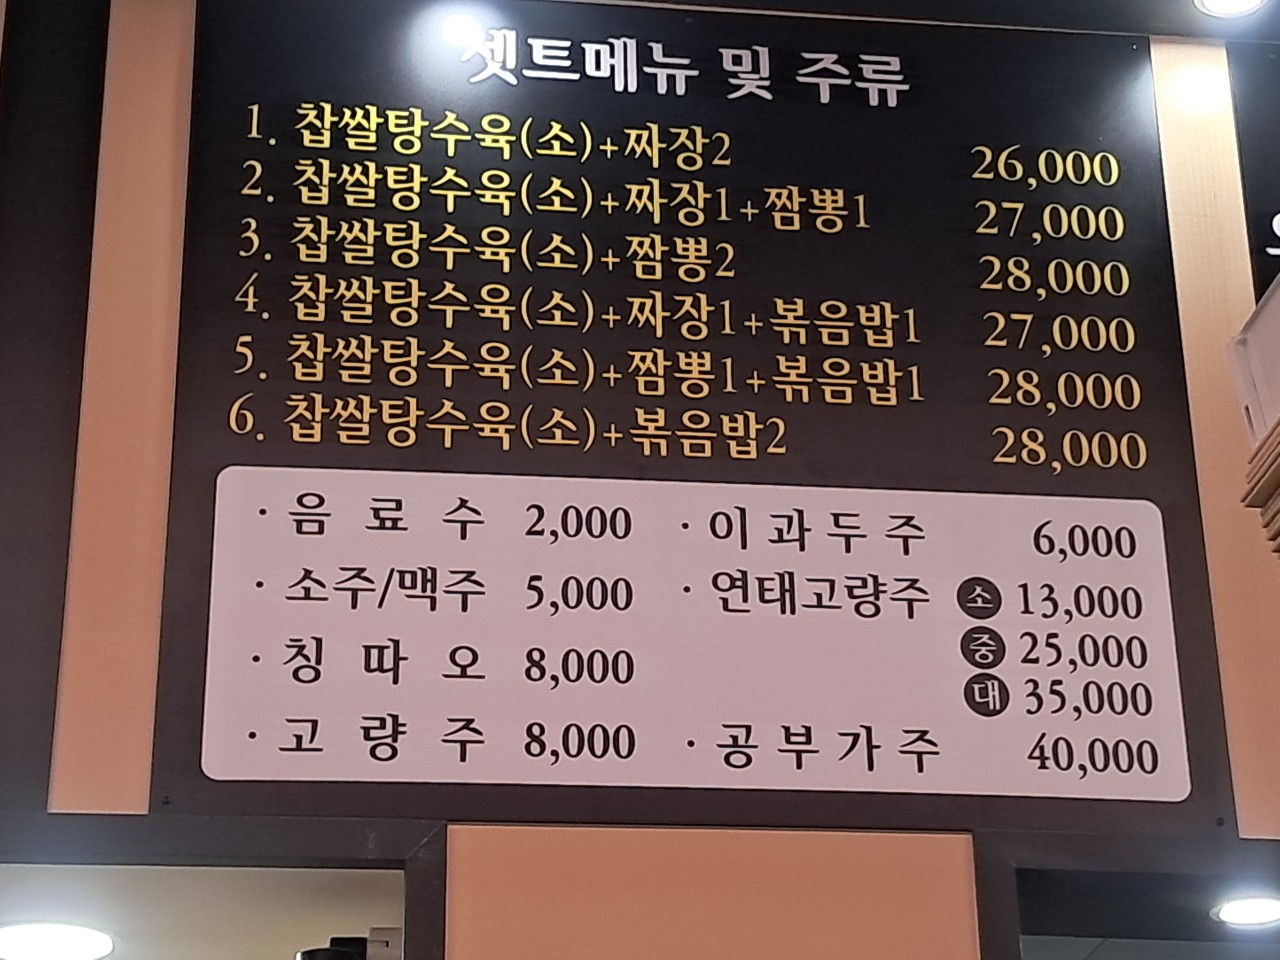 셋트메뉴 및 주류
1. 찹쌀탕수육(소)+짜장2 26,000
2. 찹쌀탕수육(소)+짜장1+짬뽕1 27,000
3. 찹쌀탕수육(소)+짬뽕2 28,000
4. 찹쌀탕수육(소)+짜장1+볶음밥1 27,000
5. 찹쌀탕수육(소)+짬뽕1+볶음밥1 28,000
6. 찹쌀탕수육(소)+볶음밥2 28,000
· 음 료 수 2,000 · 이 과 두 주 6,000
· 소주/맥주 5,000 · 연태고량주 소 13,000
중 25,000
· 칭 따 오 8,000
대 35,000
· 고 량 주 8,000 · 공 부 가 주 40,000